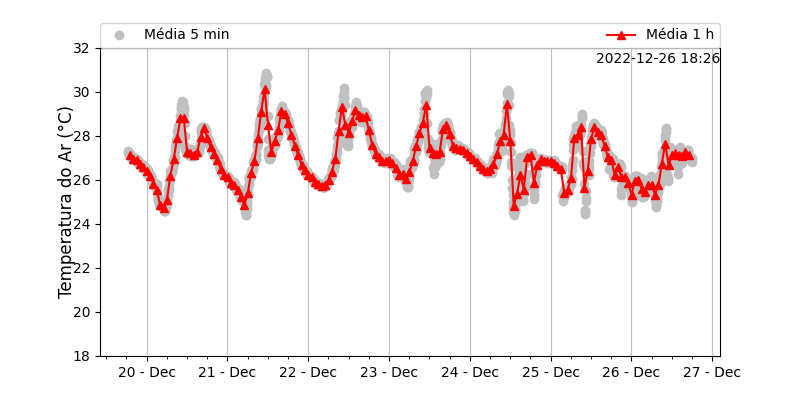 Média 5 min
Média 1 h
2022-12-26 18:26
Temperatura do Ar (°C)
32
30
28
26
24
22
20
18
20 - Dec
21 - Dec
22 - Dec
23 - Dec
24 - Dec
25 - Dec
26 - Dec
27 - Dec